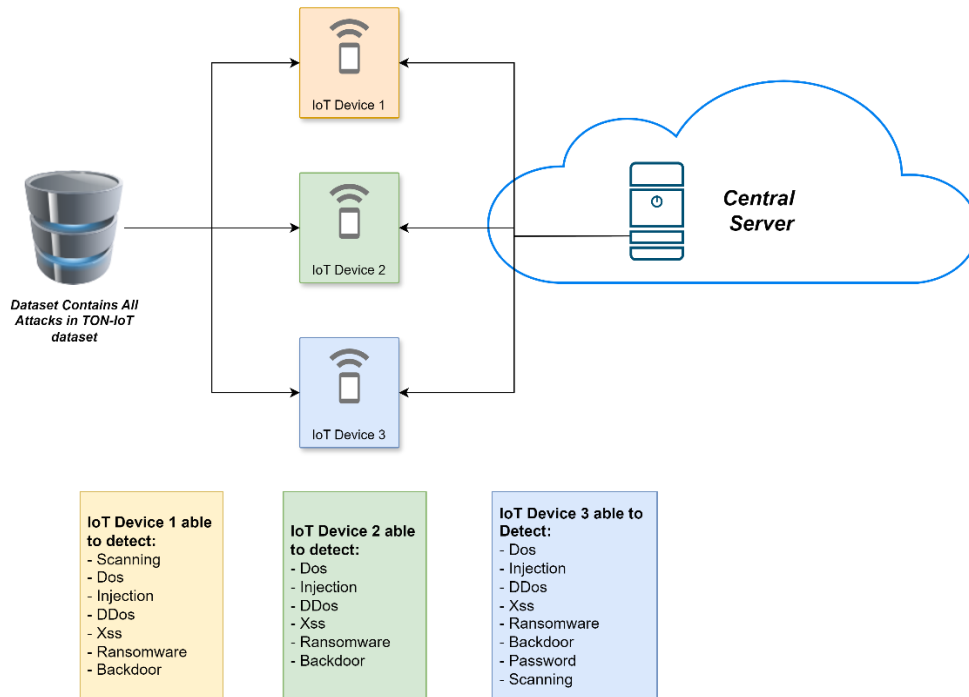 IoT Device 1
Central
Server
IoT Device 2
Dataset Contains All
Attacks in TON-IoT
dataset
IoT Device 3
IoT Device 1 able
to detect:
- Scanning
- Dos
- Injection
- DDos
- Xss
- Ransomware
- Backdoor
IoT Device 2 able
to detect:
- Dos
- Injection
- DDos
- Xss
- Ransomware
- Backdoor
IoT Device 3 able to
Detect:
- Dos
- Injection
- DDos
- Xss
- Ransomware
- Backdoor
- Password
- Scanning